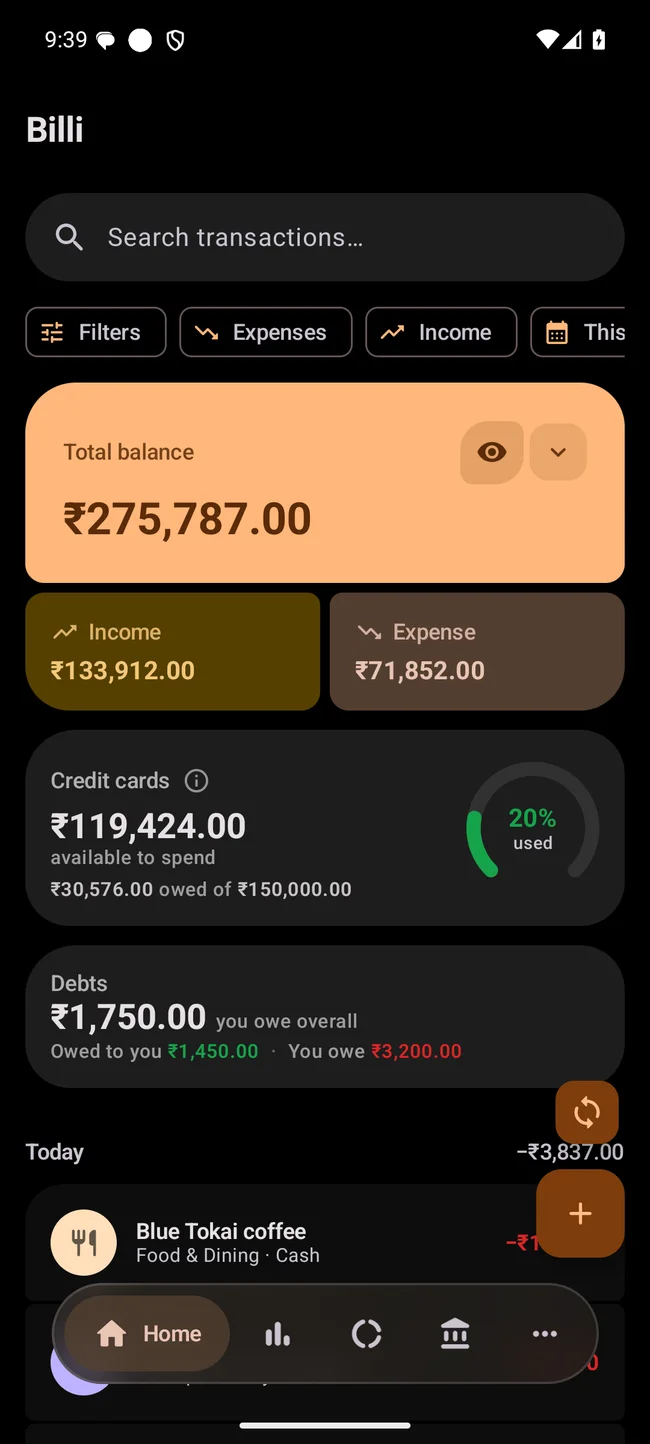 9:39
Billi
Search transactions…
Filters
Expenses
Income
This
Total balance
₹275,787.00
Income
₹133,912.00
Expense
₹71,852.00
Credit cards
₹119,424.00
available to spend
₹30,576.00 owed of ₹150,000.00
20%
used
Debts
₹1,750.00 you owe overall
Owed to you ₹1,450.00 · You owe ₹3,200.00
Today
−₹3,837.00
Blue Tokai coffee
Food & Dining · Cash
−₹1
Home